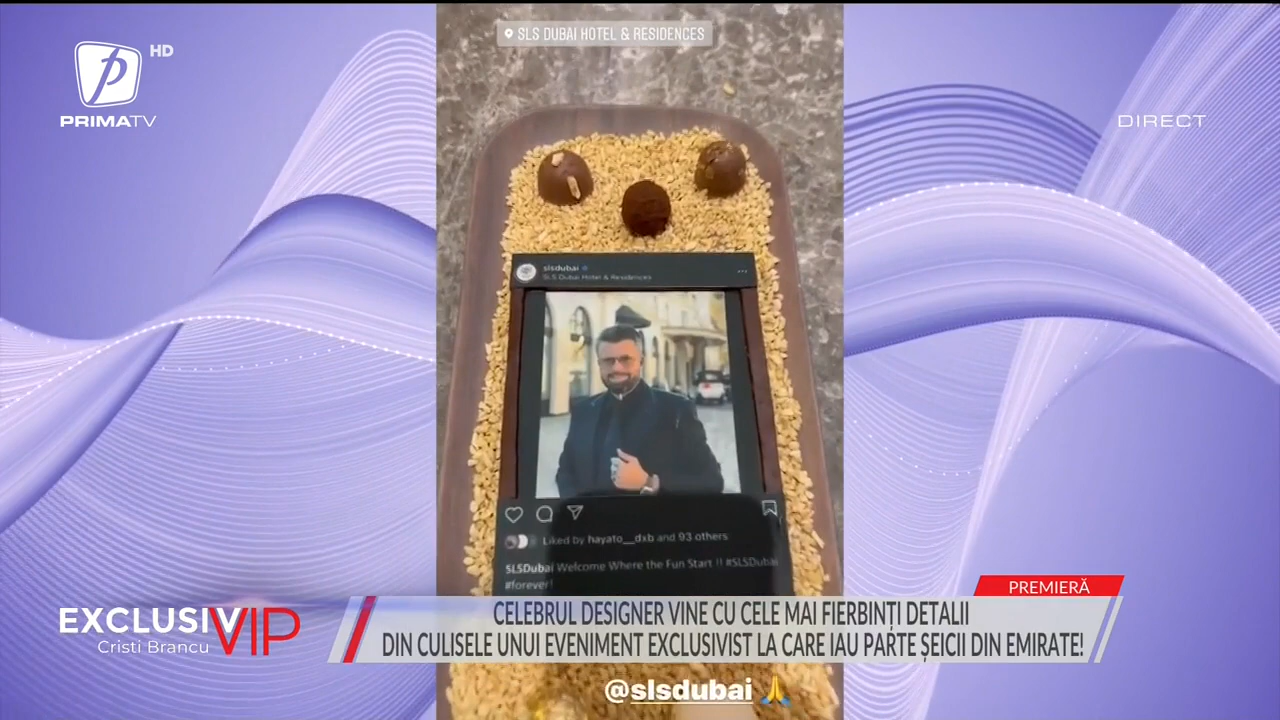 SLS DUBAI HOTEL & RESIDENCES
HD
PRIMATV
DIRECT
slsdubai
SLS Dubai Hotel & Residences
Liked by hayato__dxb and 93 others
SLSDubai Welcome Where the Fun Start !! #SLSDubai
#forever!
PREMIERĂ
EXCLUSIV VIP
Cristi Brancu
CELEBRUL DESIGNER VINE CU CELE MAI FIERBINȚI DETALII
DIN CULISELE UNUI EVENIMENT EXCLUSIVIST LA CARE IAU PARTE ȘEICII DIN EMIRATE!
@slsdubai 🙏